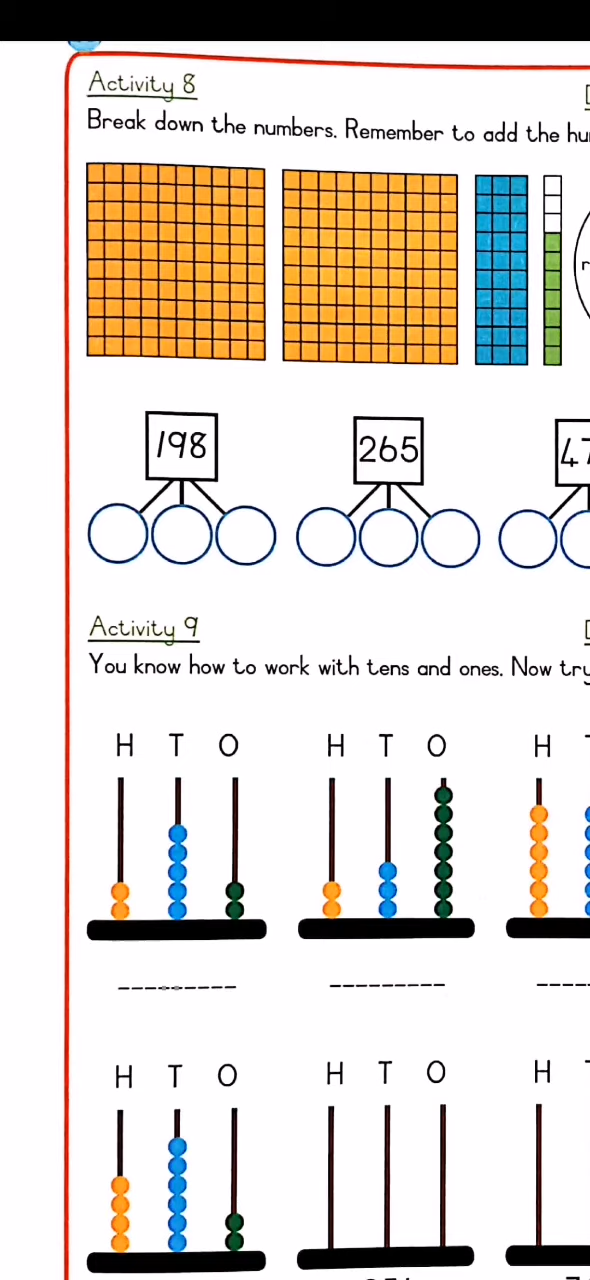 Activity 8
Break down the numbers. Remember to add the
198 265
Activity 9
You know how to work with tens and ones. Now try
H T O H T O H
H T O H T O H